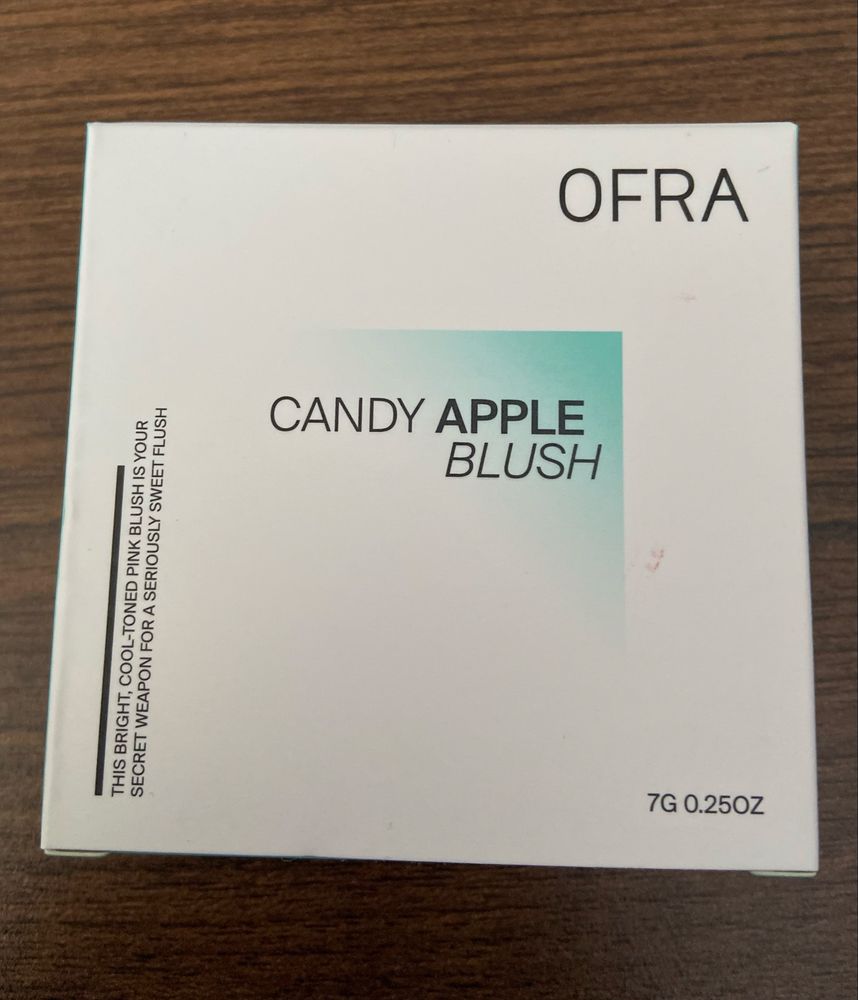 OFRA
CANDY APPLE
BLUSH
THIS BRIGHT, COOL-TONED PINK BLUSH IS YOUR
SECRET WEAPON FOR A SERIOUSLY SWEET FLUSH
7G 0.25OZ